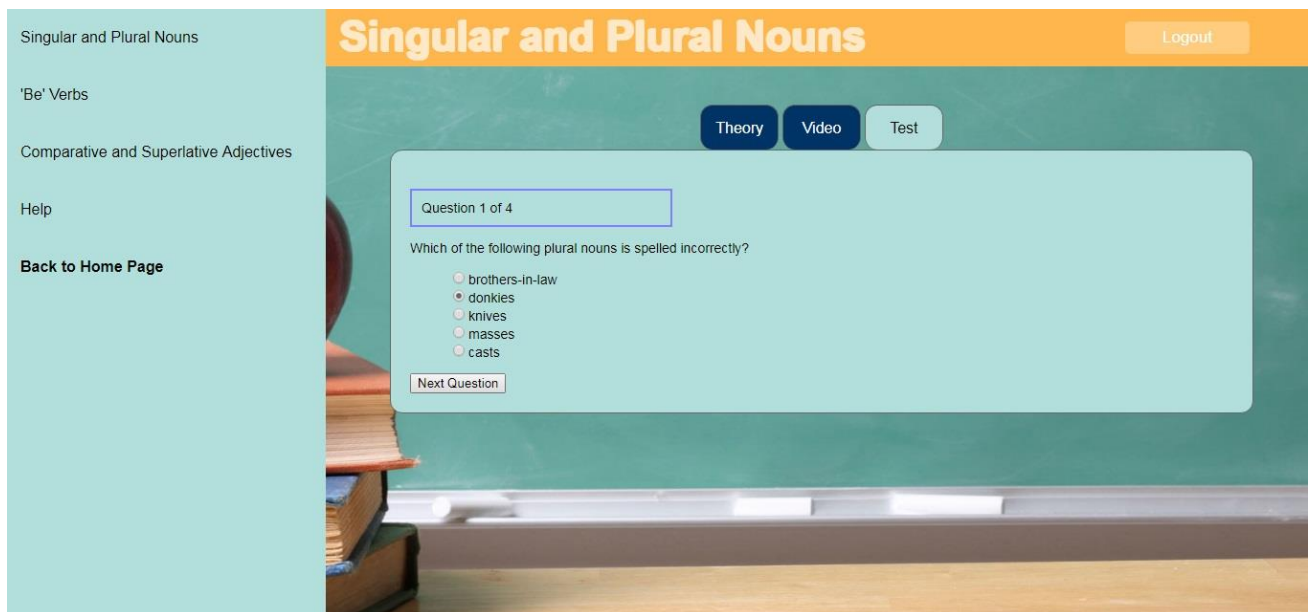 Singular and Plural Nouns
'Be' Verbs
Comparative and Superlative Adjectives
Help
Back to Home Page
Singular and Plural Nouns
Logout
Theory
Video
Test
Question 1 of 4
Which of the following plural nouns is spelled incorrectly?
brothers-in-law
donkies
knives
masses
casts
Next Question